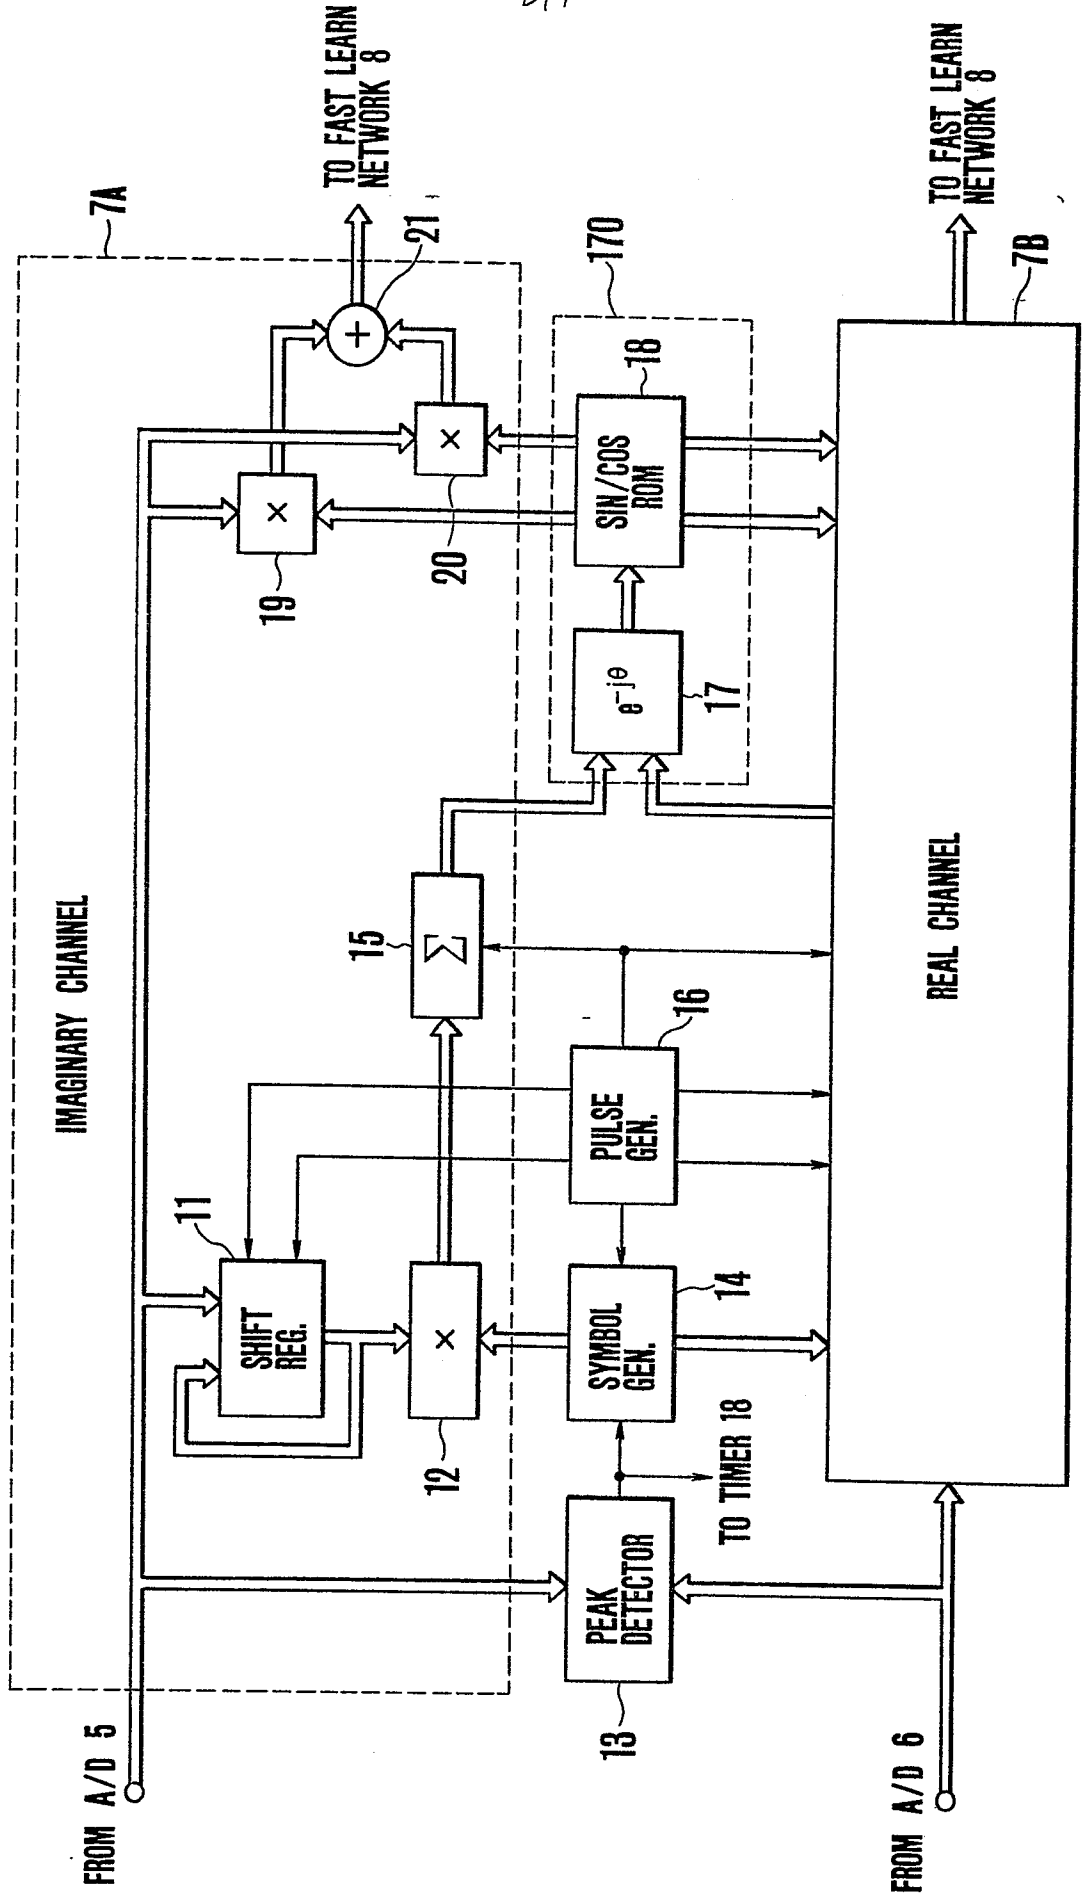 FROM A/D 5
IMAGINARY CHANNEL
7A
11
SHIFT
REG.
×
12
Σ
15
×
19
×
20
+
21
TO FAST LEARN
NETWORK 8
PEAK
DETECTOR
13
TO TIMER 18
SYMBOL
GEN.
14
PULSE
GEN.
16
e^-jθ
17
SIN/COS
ROM
18
170
FROM A/D 6
REAL CHANNEL
7B
TO FAST LEARN
NETWORK 8